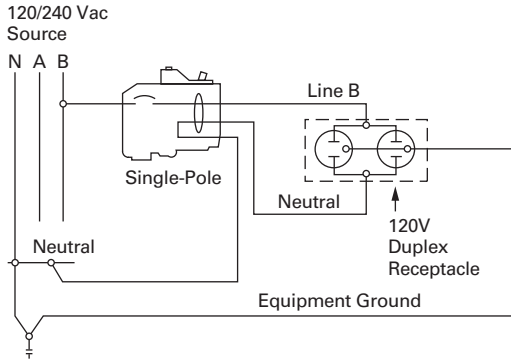 120/240 Vac
Source
N A B
Line B
Single-Pole
Neutral
120V
Duplex
Receptacle
Neutral
Equipment Ground